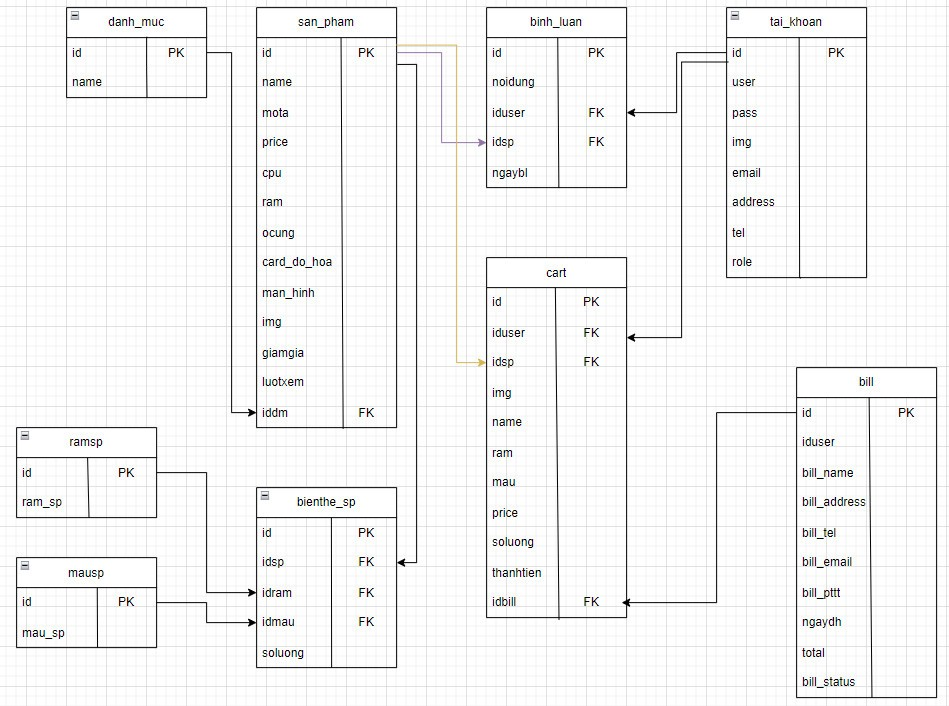 danh_muc
id PK
name
san_pham
id PK
name
mota
price
cpu
ram
ocung
card_do_hoa
man_hinh
img
giamgia
luotxem
iddm FK
binh_luan
id PK
noidung
iduser FK
idsp FK
ngaybl
tai_khoan
id PK
user
pass
img
email
address
tel
role
cart
id PK
iduser FK
idsp FK
img
name
ram
mau
price
soluong
thanhtien
idbill FK
bill
id PK
iduser
bill_name
bill_address
bill_tel
bill_email
bill_pttt
ngaydh
total
bill_status
ramsp
id PK
ram_sp
mausp
id PK
mau_sp
bienthe_sp
id PK
idsp FK
idram FK
idmau FK
soluong